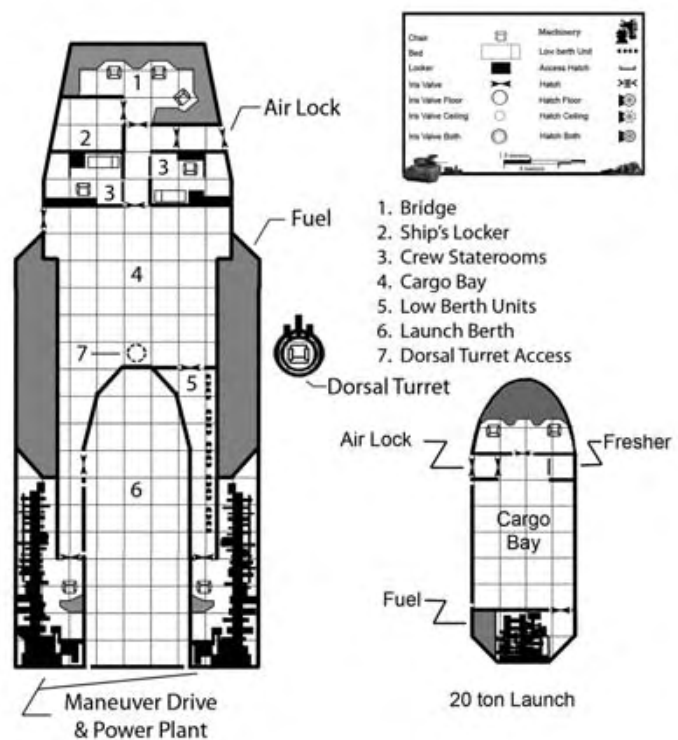 Chair
Machinery
Bed
Low berth Unit
Locker
Access Hatch
Iris Valve
Hatch
Iris Valve Floor
Hatch Floor
Iris Valve Ceiling
Hatch Ceiling
Iris Valve Both
Hatch Both
1
Air Lock
2
3
3
Fuel
1. Bridge
2. Ship's Locker
3. Crew Staterooms
4. Cargo Bay
5. Low Berth Units
6. Launch Berth
7. Dorsal Turret Access
4
7
5
Dorsal Turret
6
Air Lock
Fresher
Cargo
Bay
Fuel
20 ton Launch
Maneuver Drive
& Power Plant